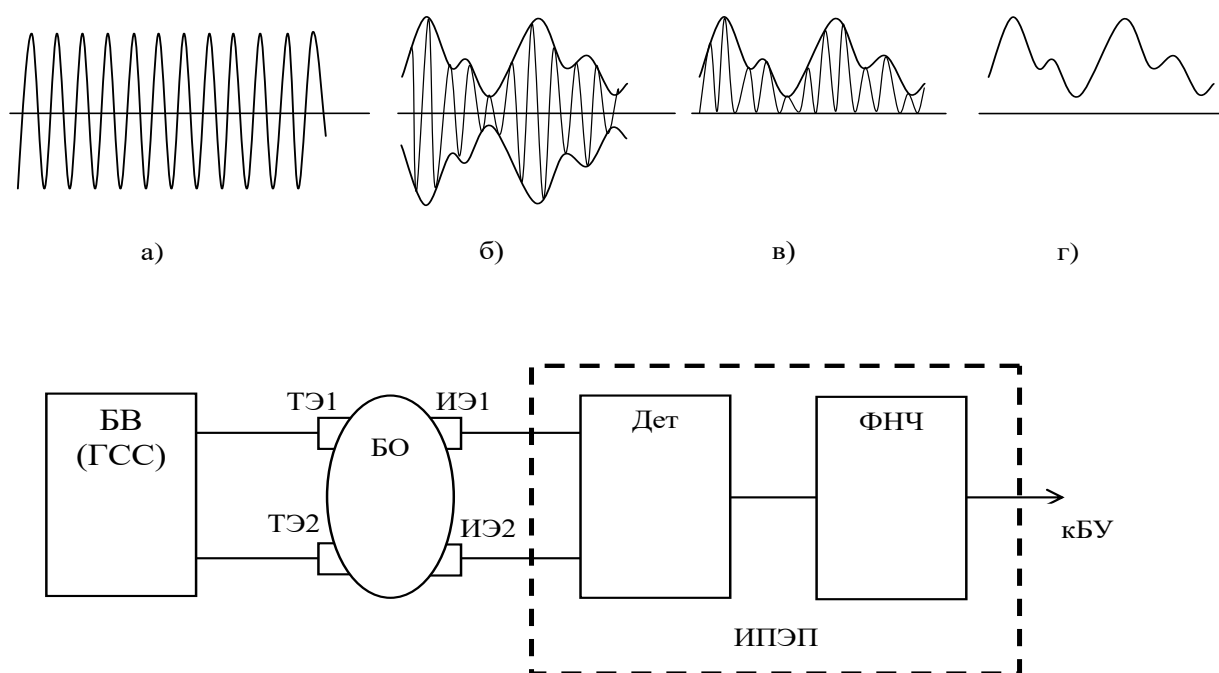 а)
б)
в)
г)
БВ
(ГСС)
ТЭ1
ИЭ1
БО
ТЭ2
ИЭ2
Дет
ФНЧ
кБУ
ИПЭП